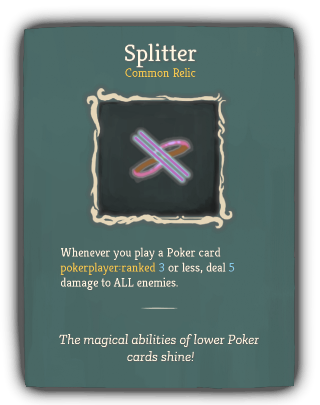 Splitter
Common Relic
Whenever you play a Poker card
pokerplayer:ranked 3 or less, deal 5
damage to ALL enemies.
The magical abilities of lower Poker
cards shine!